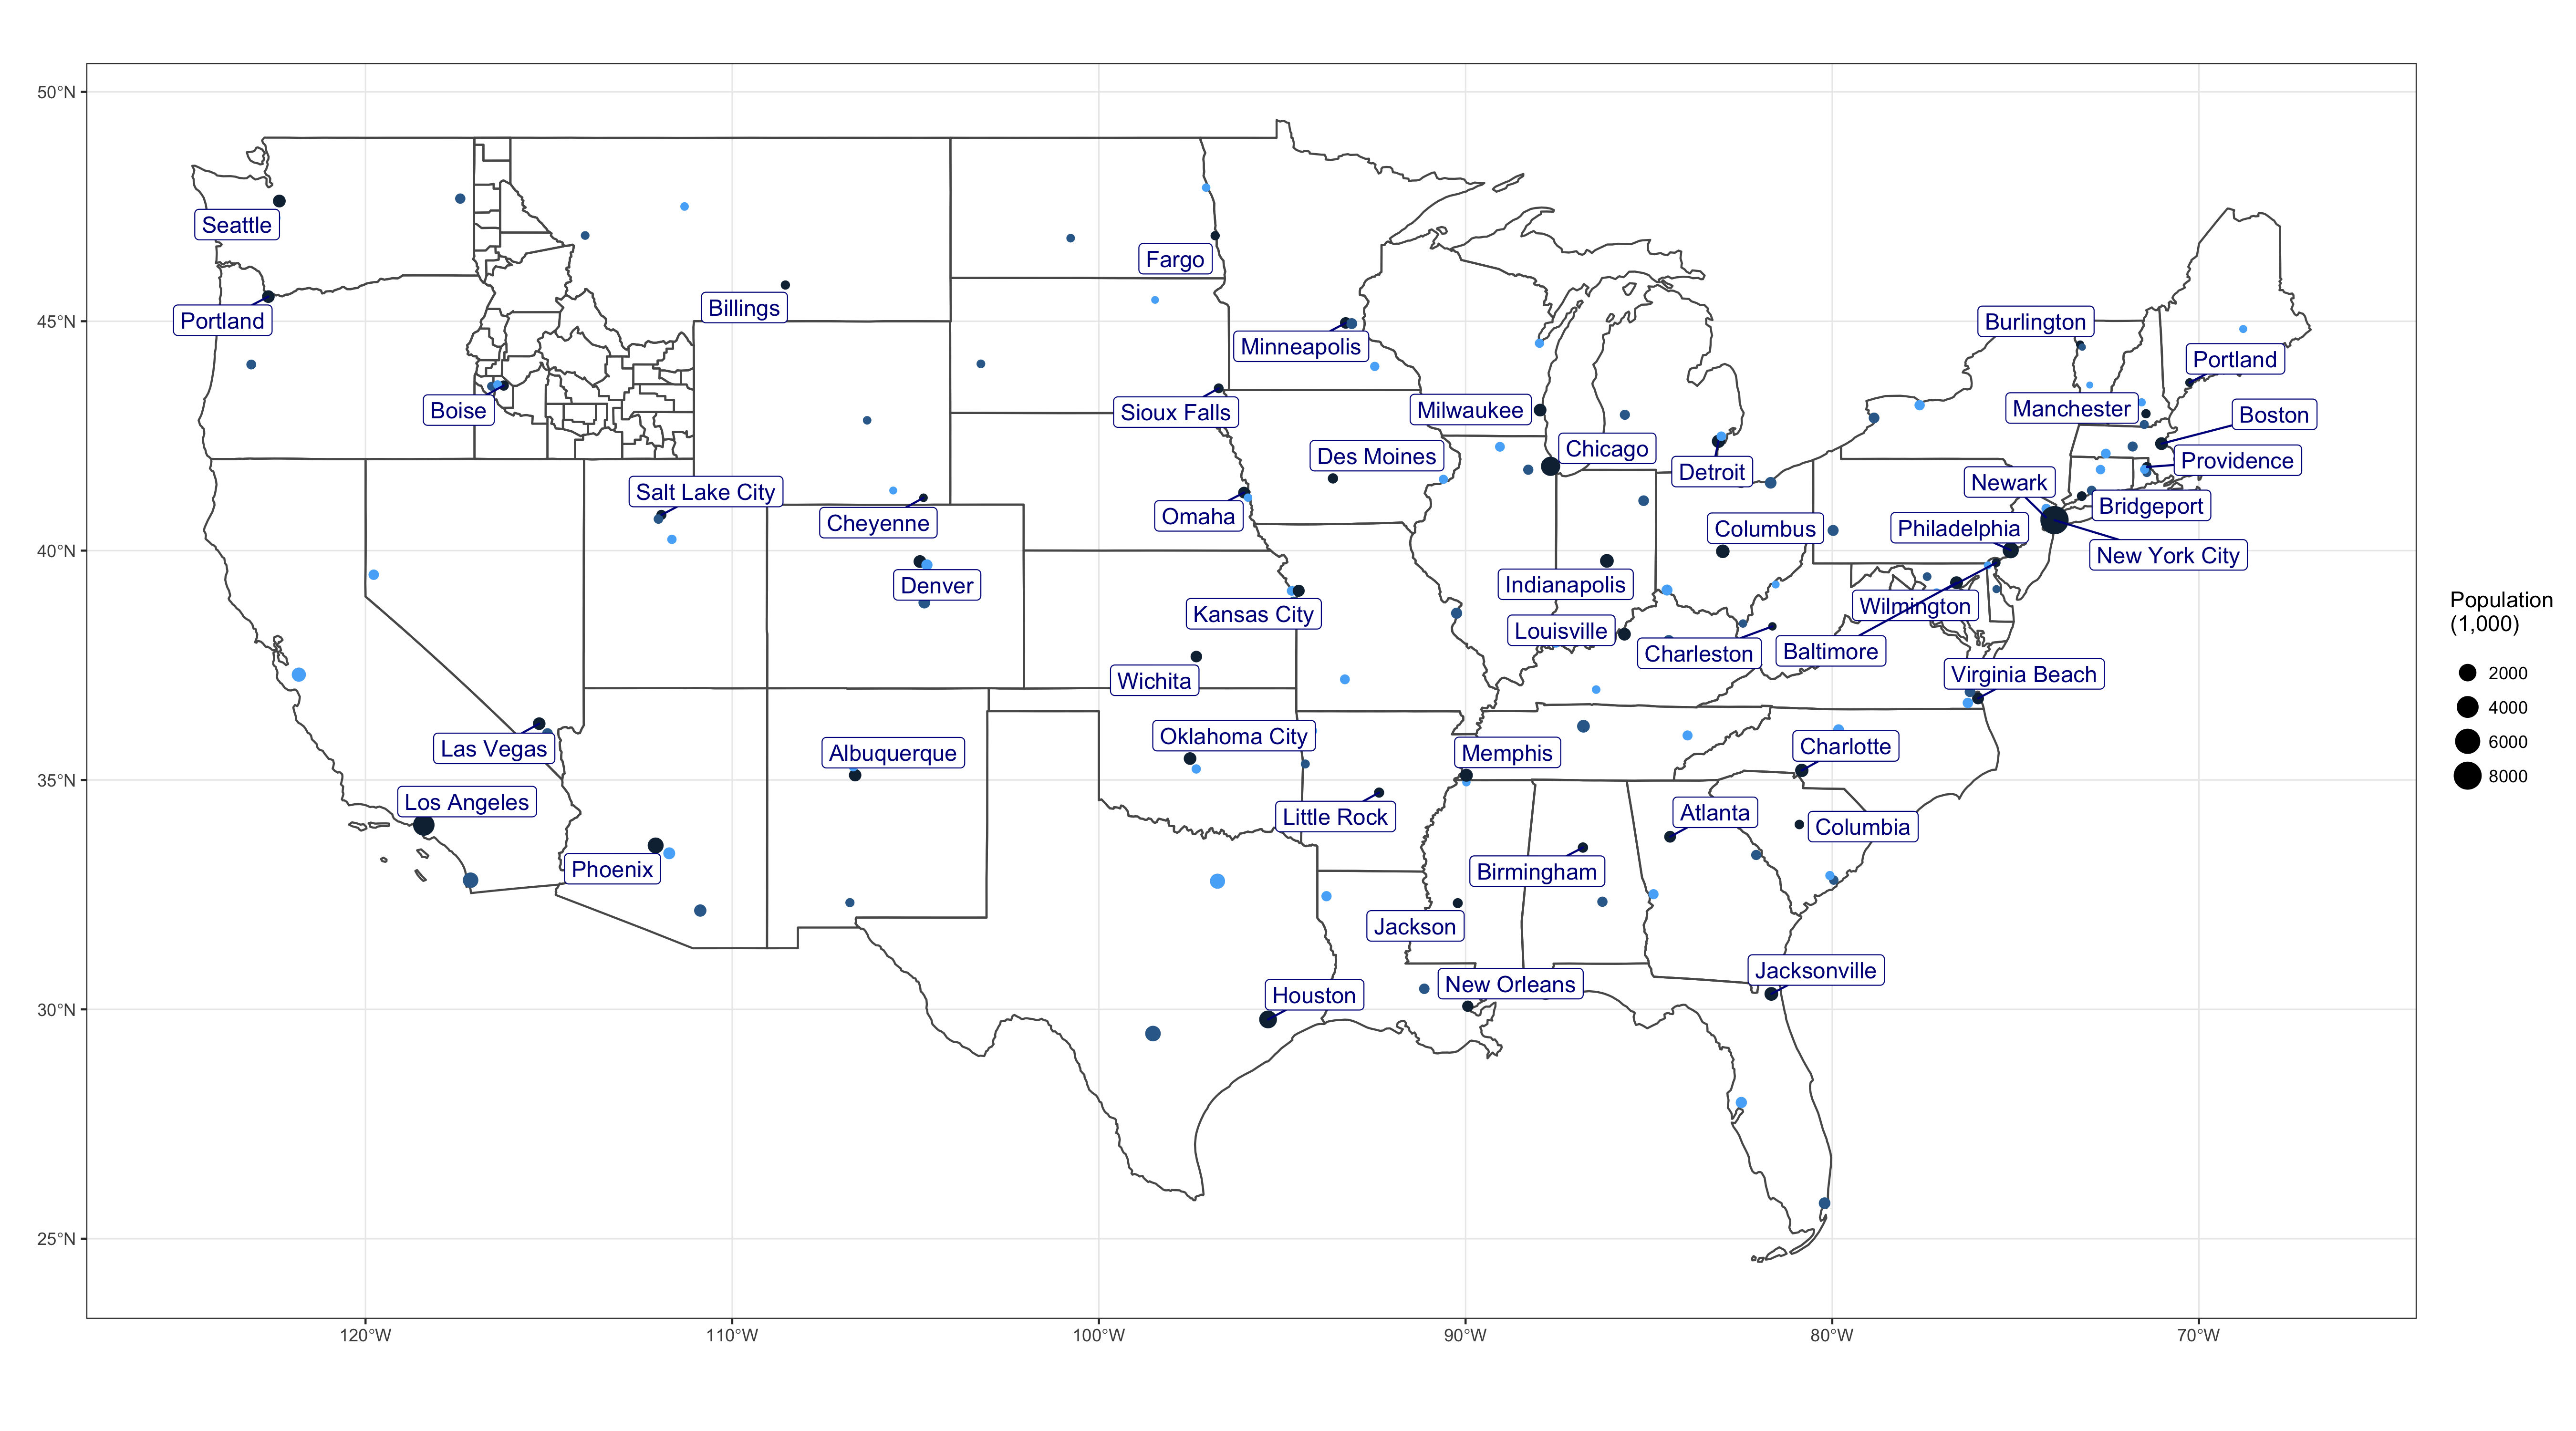 50°N
45°N
40°N
35°N
30°N
25°N
Seattle
Portland
Billings
Fargo
Minneapolis
Burlington
Portland
Boise
Sioux Falls
Milwaukee
Manchester
Boston
Des Moines
Chicago
Detroit
Providence
Salt Lake City
Newark
Cheyenne
Omaha
Columbus
Philadelphia
Bridgeport
New York City
Denver
Indianapolis
Kansas City
Wilmington
Louisville
Charleston
Baltimore
Wichita
Virginia Beach
Las Vegas
Albuquerque
Oklahoma City
Memphis
Charlotte
Los Angeles
Little Rock
Atlanta
Columbia
Phoenix
Birmingham
Jackson
Jacksonville
New Orleans
Houston
120°W
110°W
100°W
90°W
80°W
70°W
Population
(1,000)
2000
4000
6000
8000